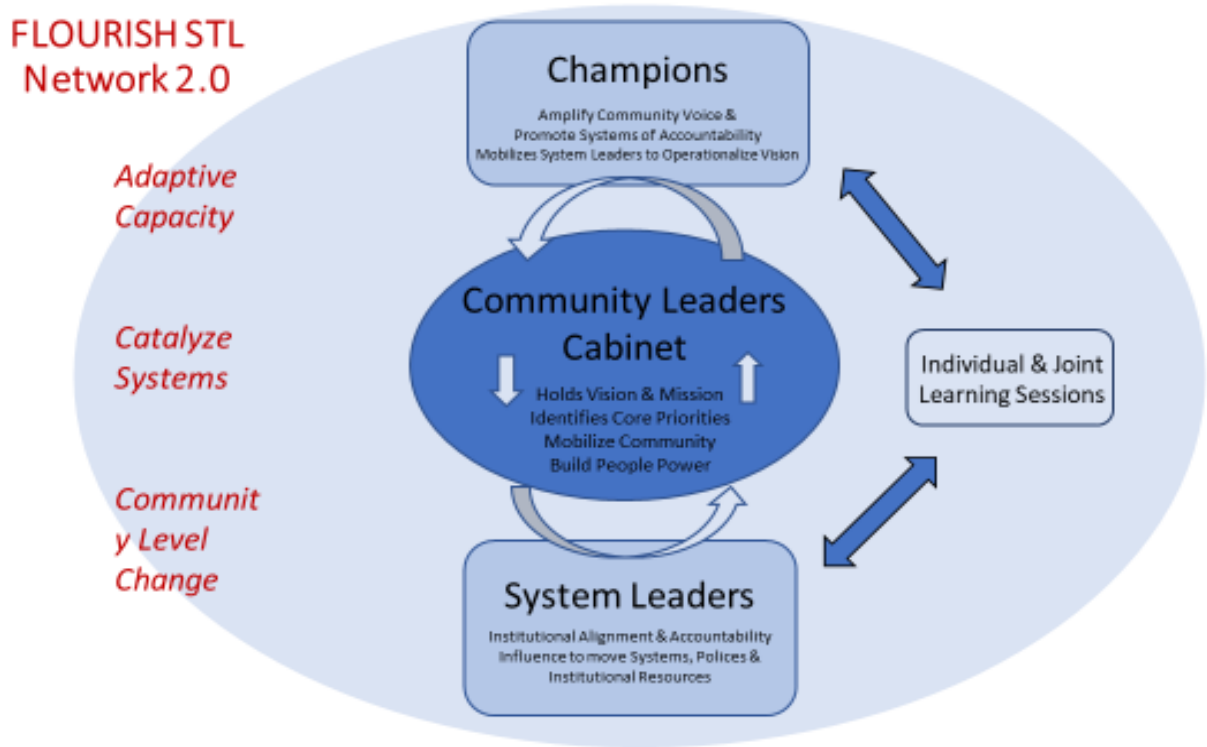 FLOURISH STL
Network 2.0
Champions
Amplify Community Voice &
Promote Systems of Accountability
Mobilizes System Leaders to Operationalize Vision
Adaptive
Capacity
Community Leaders
Cabinet
Holds Vision & Mission
Identifies Core Priorities
Mobilize Community
Build People Power
Catalyze
Systems
Individual & Joint
Learning Sessions
Communit
y Level
Change
System Leaders
Institutional Alignment & Accountability
Influence to move Systems, Polices &
Institutional Resources